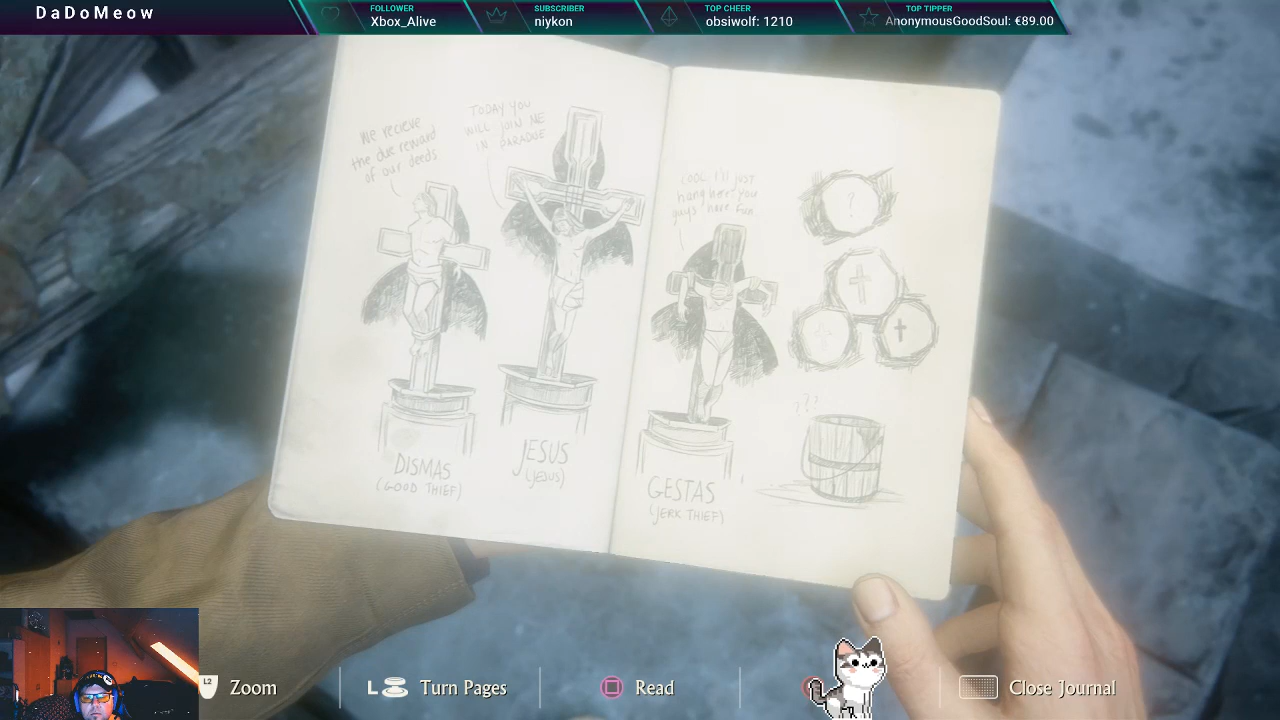 DaDoMeow
FOLLOWER
Xbox_Alive
SUBSCRIBER
niykon
TOP CHEER
obsiwolf: 1210
TOP TIPPER
AnonymousGoodSoul: €89.00
We recieve
the due reward
of our deeds
TODAY YOU
WILL JOIN ME
IN PARADISE
COOL I'll JUST
hang here you
guys have fun.
?
???
DISMAS
(GOOD THIEF)
JESUS
(JESUS)
GESTAS
(JERK THIEF)
L2 Zoom
L Turn Pages
Read
Close Journal